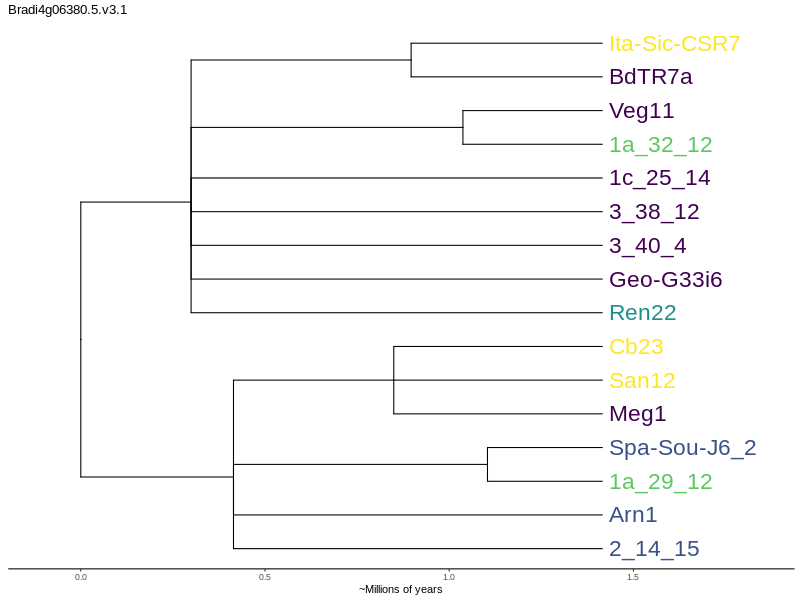 Bradi4g06380.5.v3.1
Ita-Sic-CSR7
BdTR7a
Veg11
1a_32_12
1c_25_14
3_38_12
3_40_4
Geo-G33i6
Ren22
Cb23
San12
Meg1
Spa-Sou-J6_2
1a_29_12
Arn1
2_14_15
0.0 0.5 1.0 1.5
~Millions of years